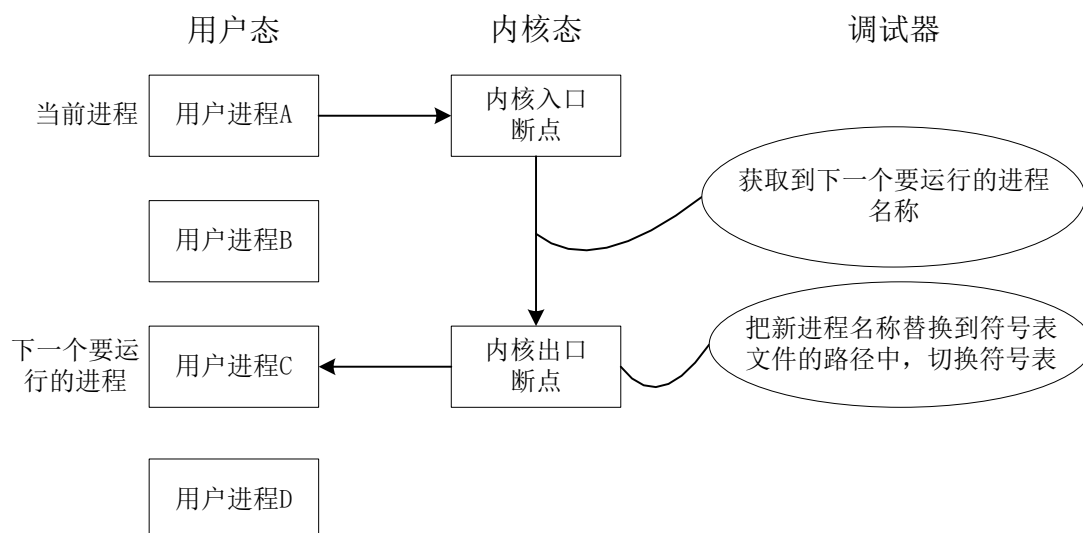 用户态
内核态
调试器
当前进程
用户进程A
内核入口
断点
获取到下一个要运行的进程
名称
用户进程B
下一个要运
行的进程
用户进程C
内核出口
断点
把新进程名称替换到符号表
文件的路径中，切换符号表
用户进程D